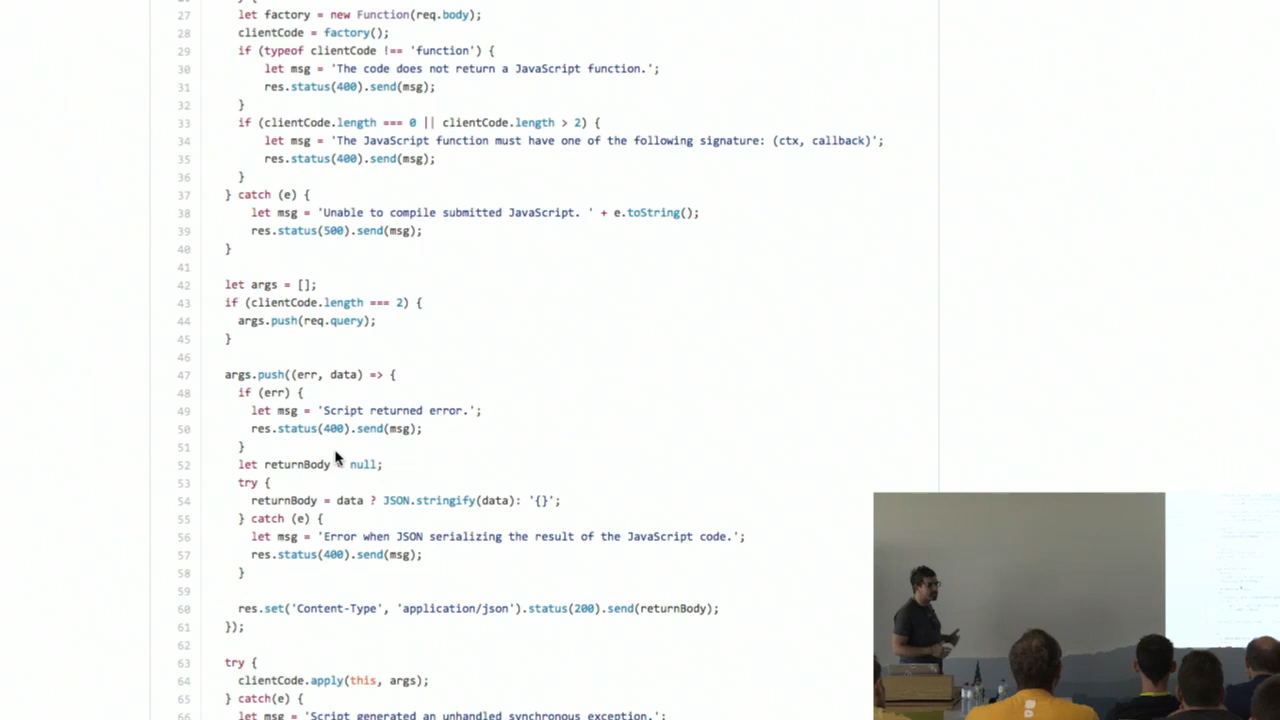 27 let factory = new Function(req.body);
28 clientCode = factory();
29 if (typeof clientCode !== 'function') {
30 let msg = 'The code does not return a JavaScript function.';
31 res.status(400).send(msg);
32 }
33 if (clientCode.length === 0 || clientCode.length > 2) {
34 let msg = 'The JavaScript function must have one of the following signature: (ctx, callback)';
35 res.status(400).send(msg);
36 }
37 } catch (e) {
38 let msg = 'Unable to compile submitted JavaScript. ' + e.toString();
39 res.status(500).send(msg);
40 }
41
42 let args = [];
43 if (clientCode.length === 2) {
44 args.push(req.query);
45 }
46
47 args.push((err, data) => {
48 if (err) {
49 let msg = 'Script returned error.';
50 res.status(400).send(msg);
51 }
52 let returnBody null;
53 try {
54 returnBody = data ? JSON.stringify(data): '{}';
55 } catch (e) {
56 let msg = 'Error when JSON serializing the result of the JavaScript code.';
57 res.status(400).send(msg);
58 }
59
60 res.set('Content-Type', 'application/json').status(200).send(returnBody);
61 });
62
63 try {
64 clientCode.apply(this, args);
65 } catch(e) {
66 let msg = 'Script generated an unhandled synchronous exception.';